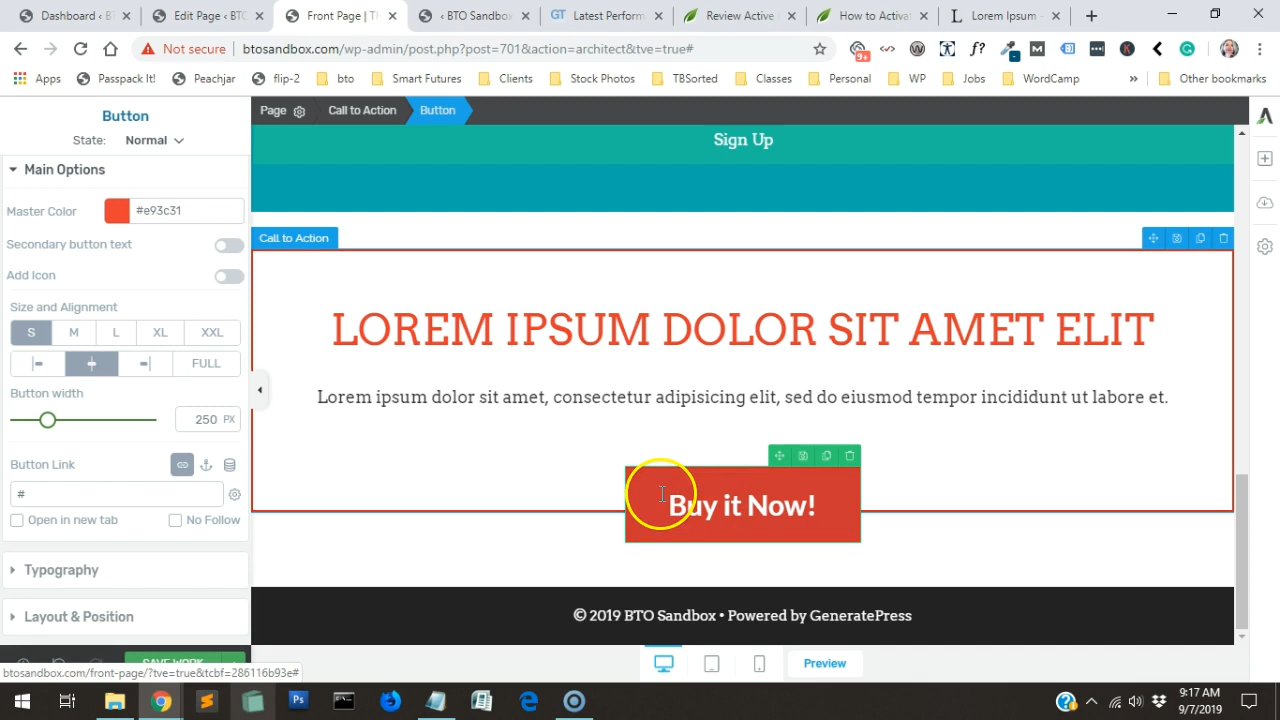 Dashboard ‹ B
Edit Page ‹ BTC
Front Page | Th
‹ BTO Sandbox
GT Latest Perform
Review Active
How to Activat
L Lorem Ipsum -
Not secure | btosandbox.com/wp-admin/post.php?post=701&action=architect&tve=true#
9+
f?
M
K
Apps
Passpack It!
Peachjar
flip-2
bto
Smart Futures
Clients
Stock Photos
TBSorted
Classes
Personal
WP
Jobs
WordCamp
»
Other bookmarks
Button
State: Normal
Main Options
Master Color #e93c31
Secondary button text
Add Icon
Size and Alignment
S M L XL XXL
FULL
Button width
250 PX
Button Link
#
Open in new tab No Follow
Typography
Layout & Position
SAVE WORK
btosandbox.com/front-page/?tve=true&tcbf=286116b93e#
Page Call to Action Button
Sign Up
Call to Action
LOREM IPSUM DOLOR SIT AMET ELIT
Lorem ipsum dolor sit amet, consectetur adipisicing elit, sed do eiusmod tempor incididunt ut labore et.
Buy it Now!
© 2019 BTO Sandbox • Powered by GeneratePress
Preview
Ps
9:17 AM
9/7/2019